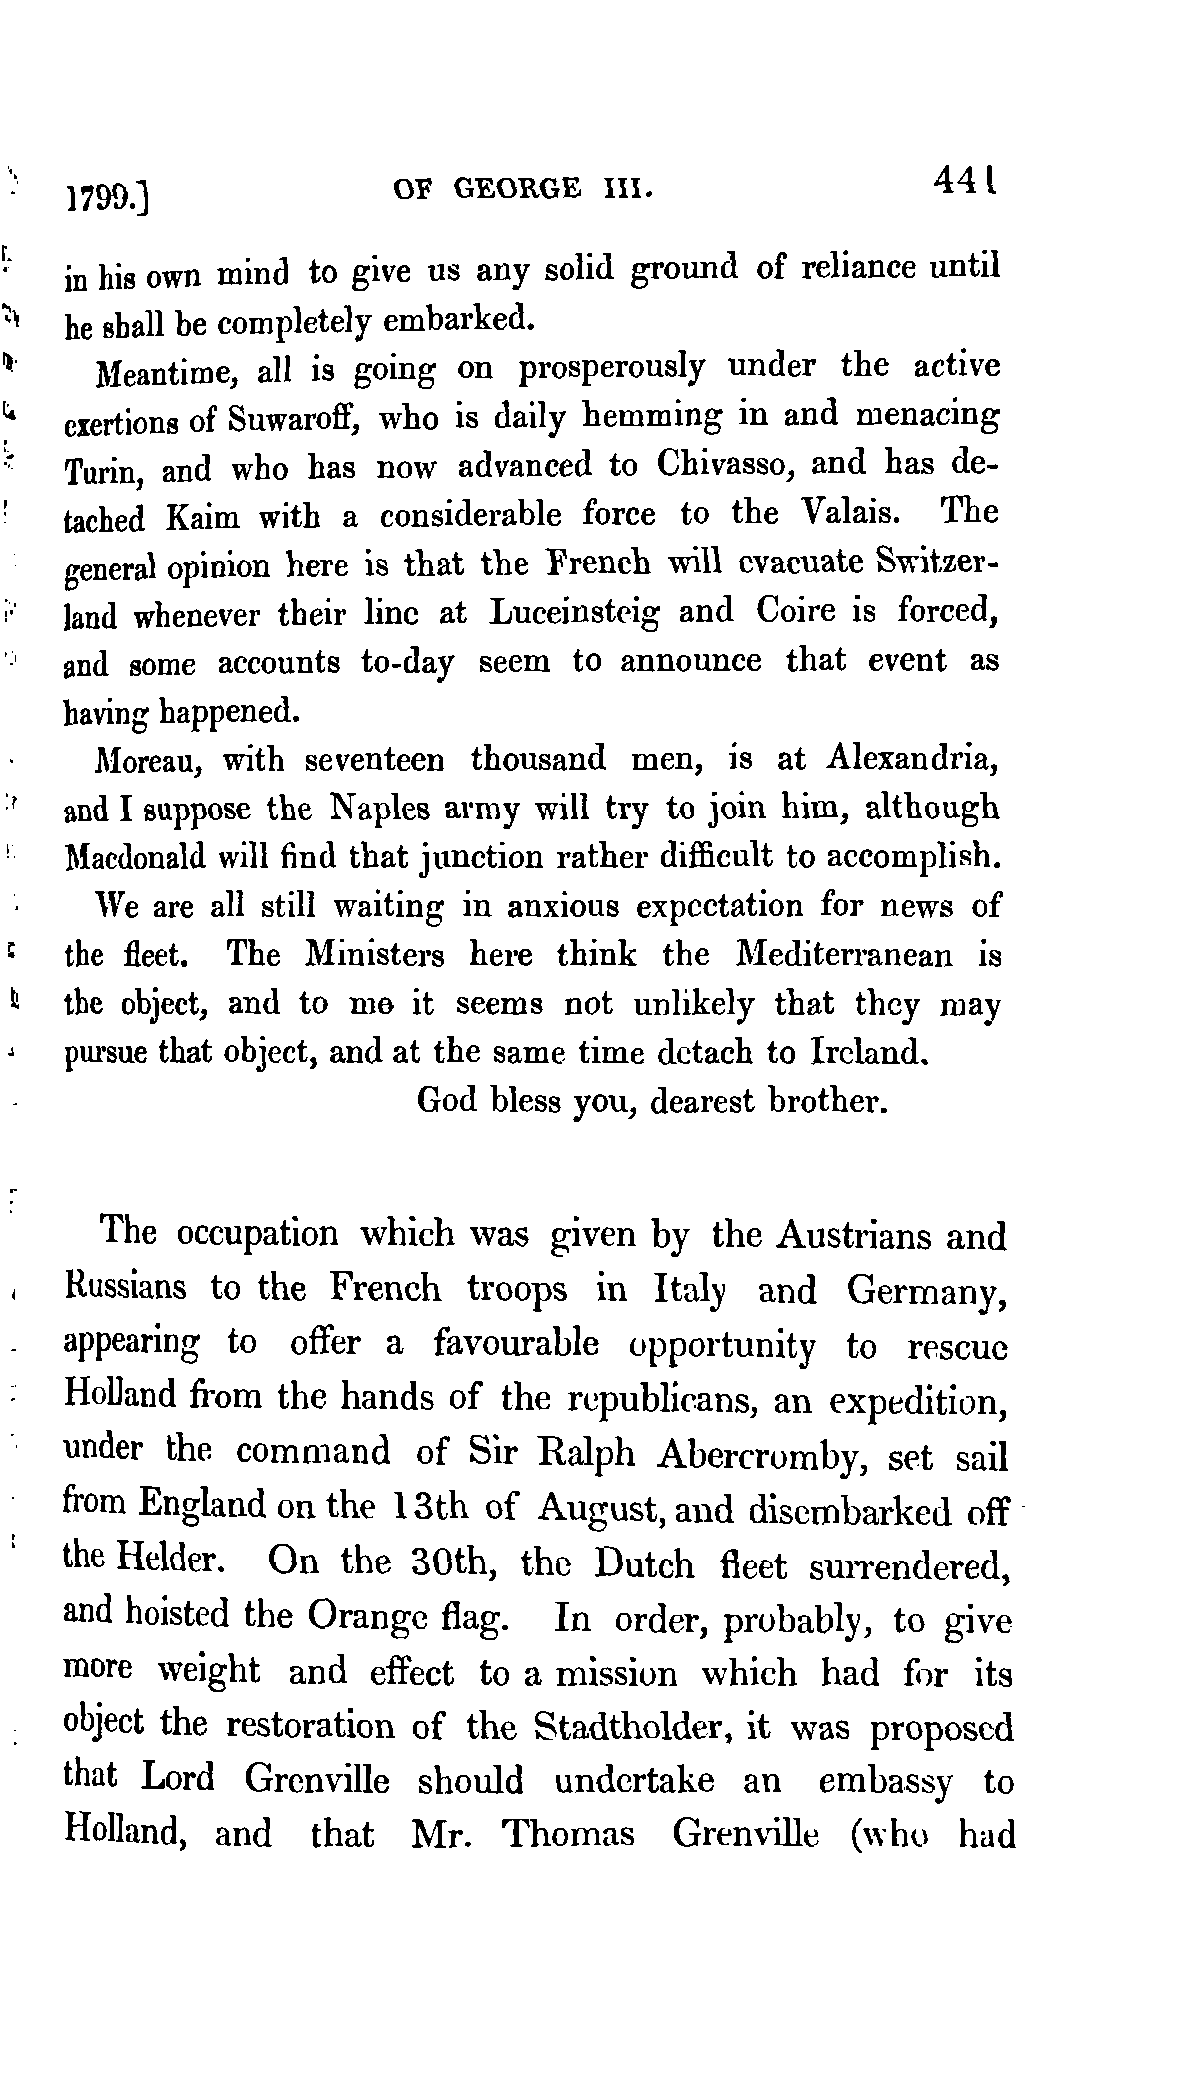 1799.] OF GEORGE III. 441
in his own mind to give us any solid ground of reliance until
he shall be completely embarked.
Meantime, all is going on prosperously under the active
exertions of Suwaroff, who is daily hemming in and menacing
Turin, and who has now advanced to Chivasso, and has de-
tached Kaim with a considerable force to the Valais. The
general opinion here is that the French will evacuate Switzer-
land whenever their line at Luceinsteig and Coire is forced,
and some accounts to-day seem to announce that event as
having happened.
Moreau, with seventeen thousand men, is at Alexandria,
and I suppose the Naples army will try to join him, although
Macdonald will find that junction rather difficult to accomplish.
We are all still waiting in anxious expectation for news of
the fleet. The Ministers here think the Mediterranean is
the object, and to me it seems not unlikely that they may
pursue that object, and at the same time detach to Ireland.
God bless you, dearest brother.
The occupation which was given by the Austrians and
Russians to the French troops in Italy and Germany,
appearing to offer a favourable opportunity to rescue
Holland from the hands of the republicans, an expedition,
under the command of Sir Ralph Abercromby, set sail
from England on the 13th of August, and disembarked off
the Helder. On the 30th, the Dutch fleet surrendered,
and hoisted the Orange flag. In order, probably, to give
more weight and effect to a mission which had for its
object the restoration of the Stadtholder, it was proposed
that Lord Grenville should undertake an embassy to
Holland, and that Mr. Thomas Grenville (who had